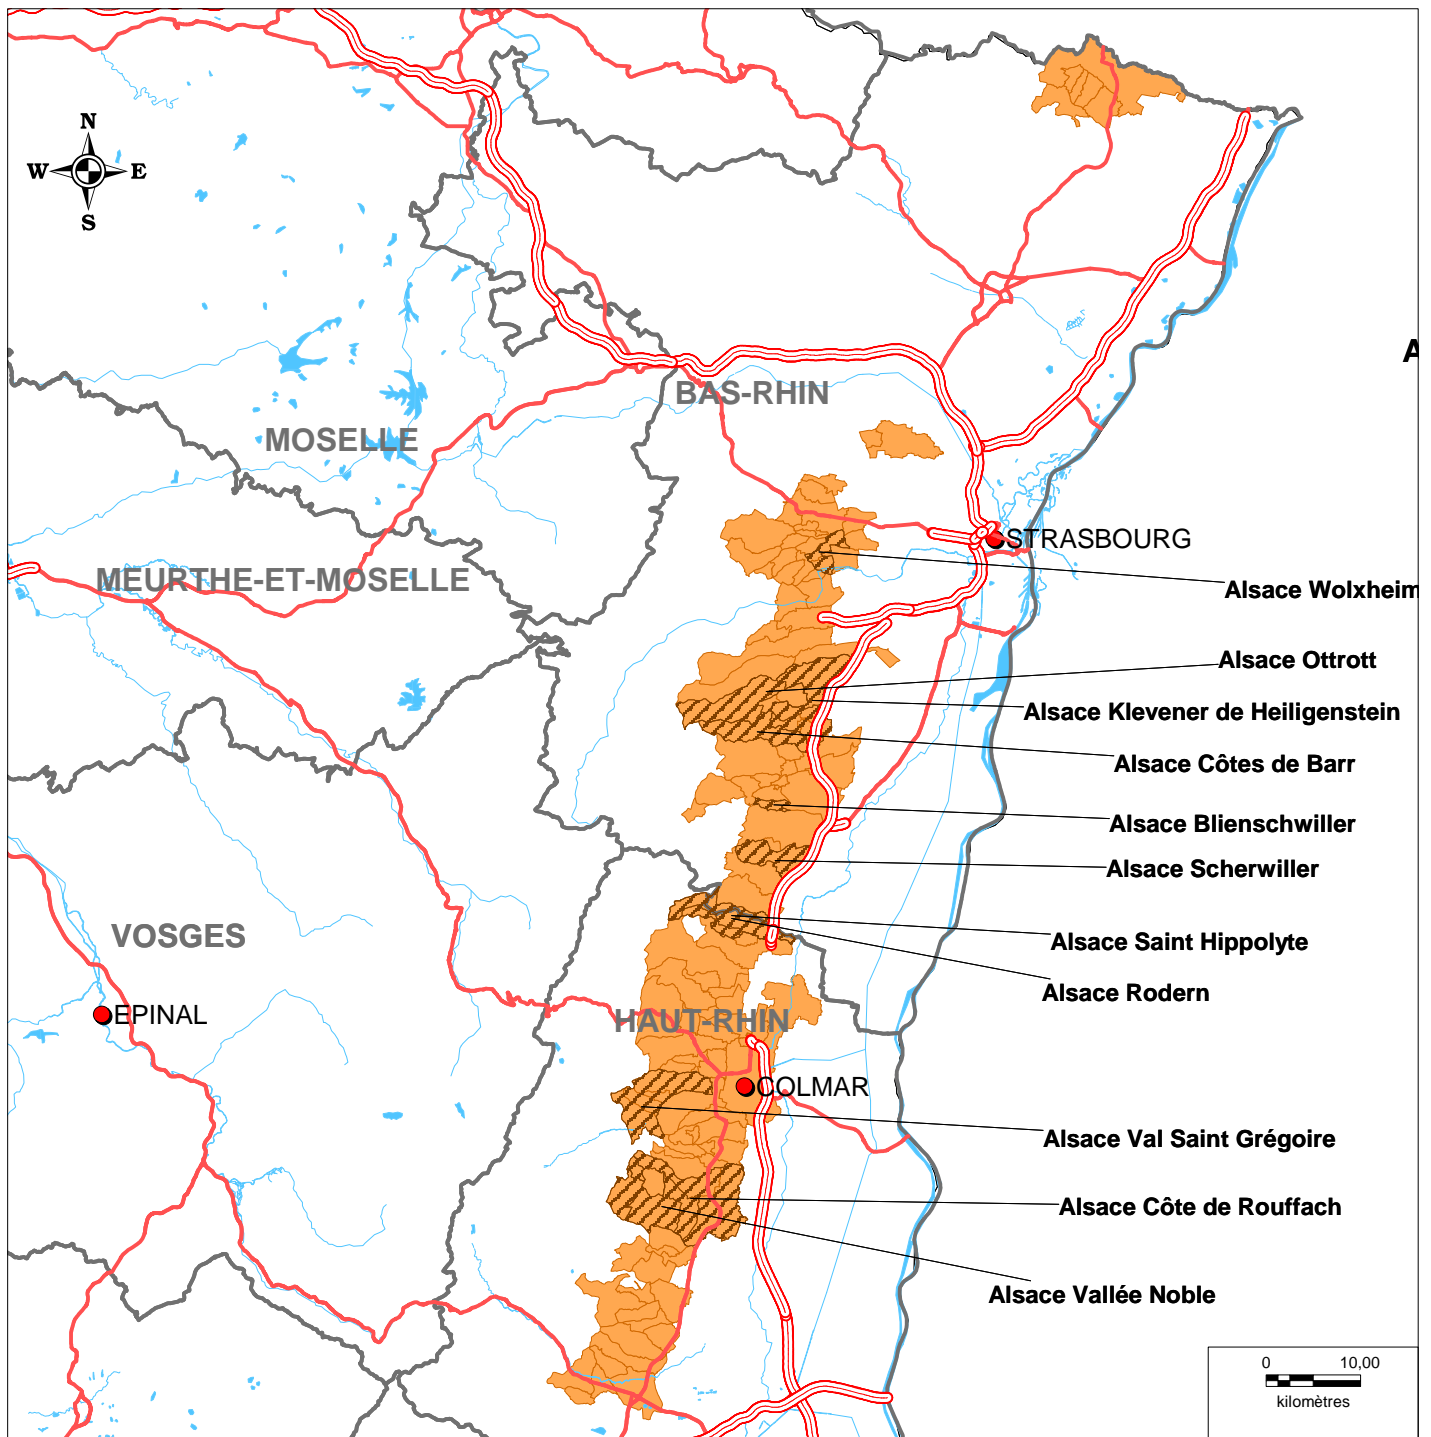 N
W E
S
A
BAS-RHIN
MOSELLE
STRASBOURG
MEURTHE-ET-MOSELLE
Alsace Wolxheim
Alsace Ottrott
Alsace Klevener de Heiligenstein
Alsace Côtes de Barr
Alsace Blienschwiller
Alsace Scherwiller
VOSGES
Alsace Saint Hippolyte
Alsace Rodern
EPINAL
HAUT-RHIN
COLMAR
Alsace Val Saint Grégoire
Alsace Côte de Rouffach
Alsace Vallée Noble
0 10,00
kilomètres